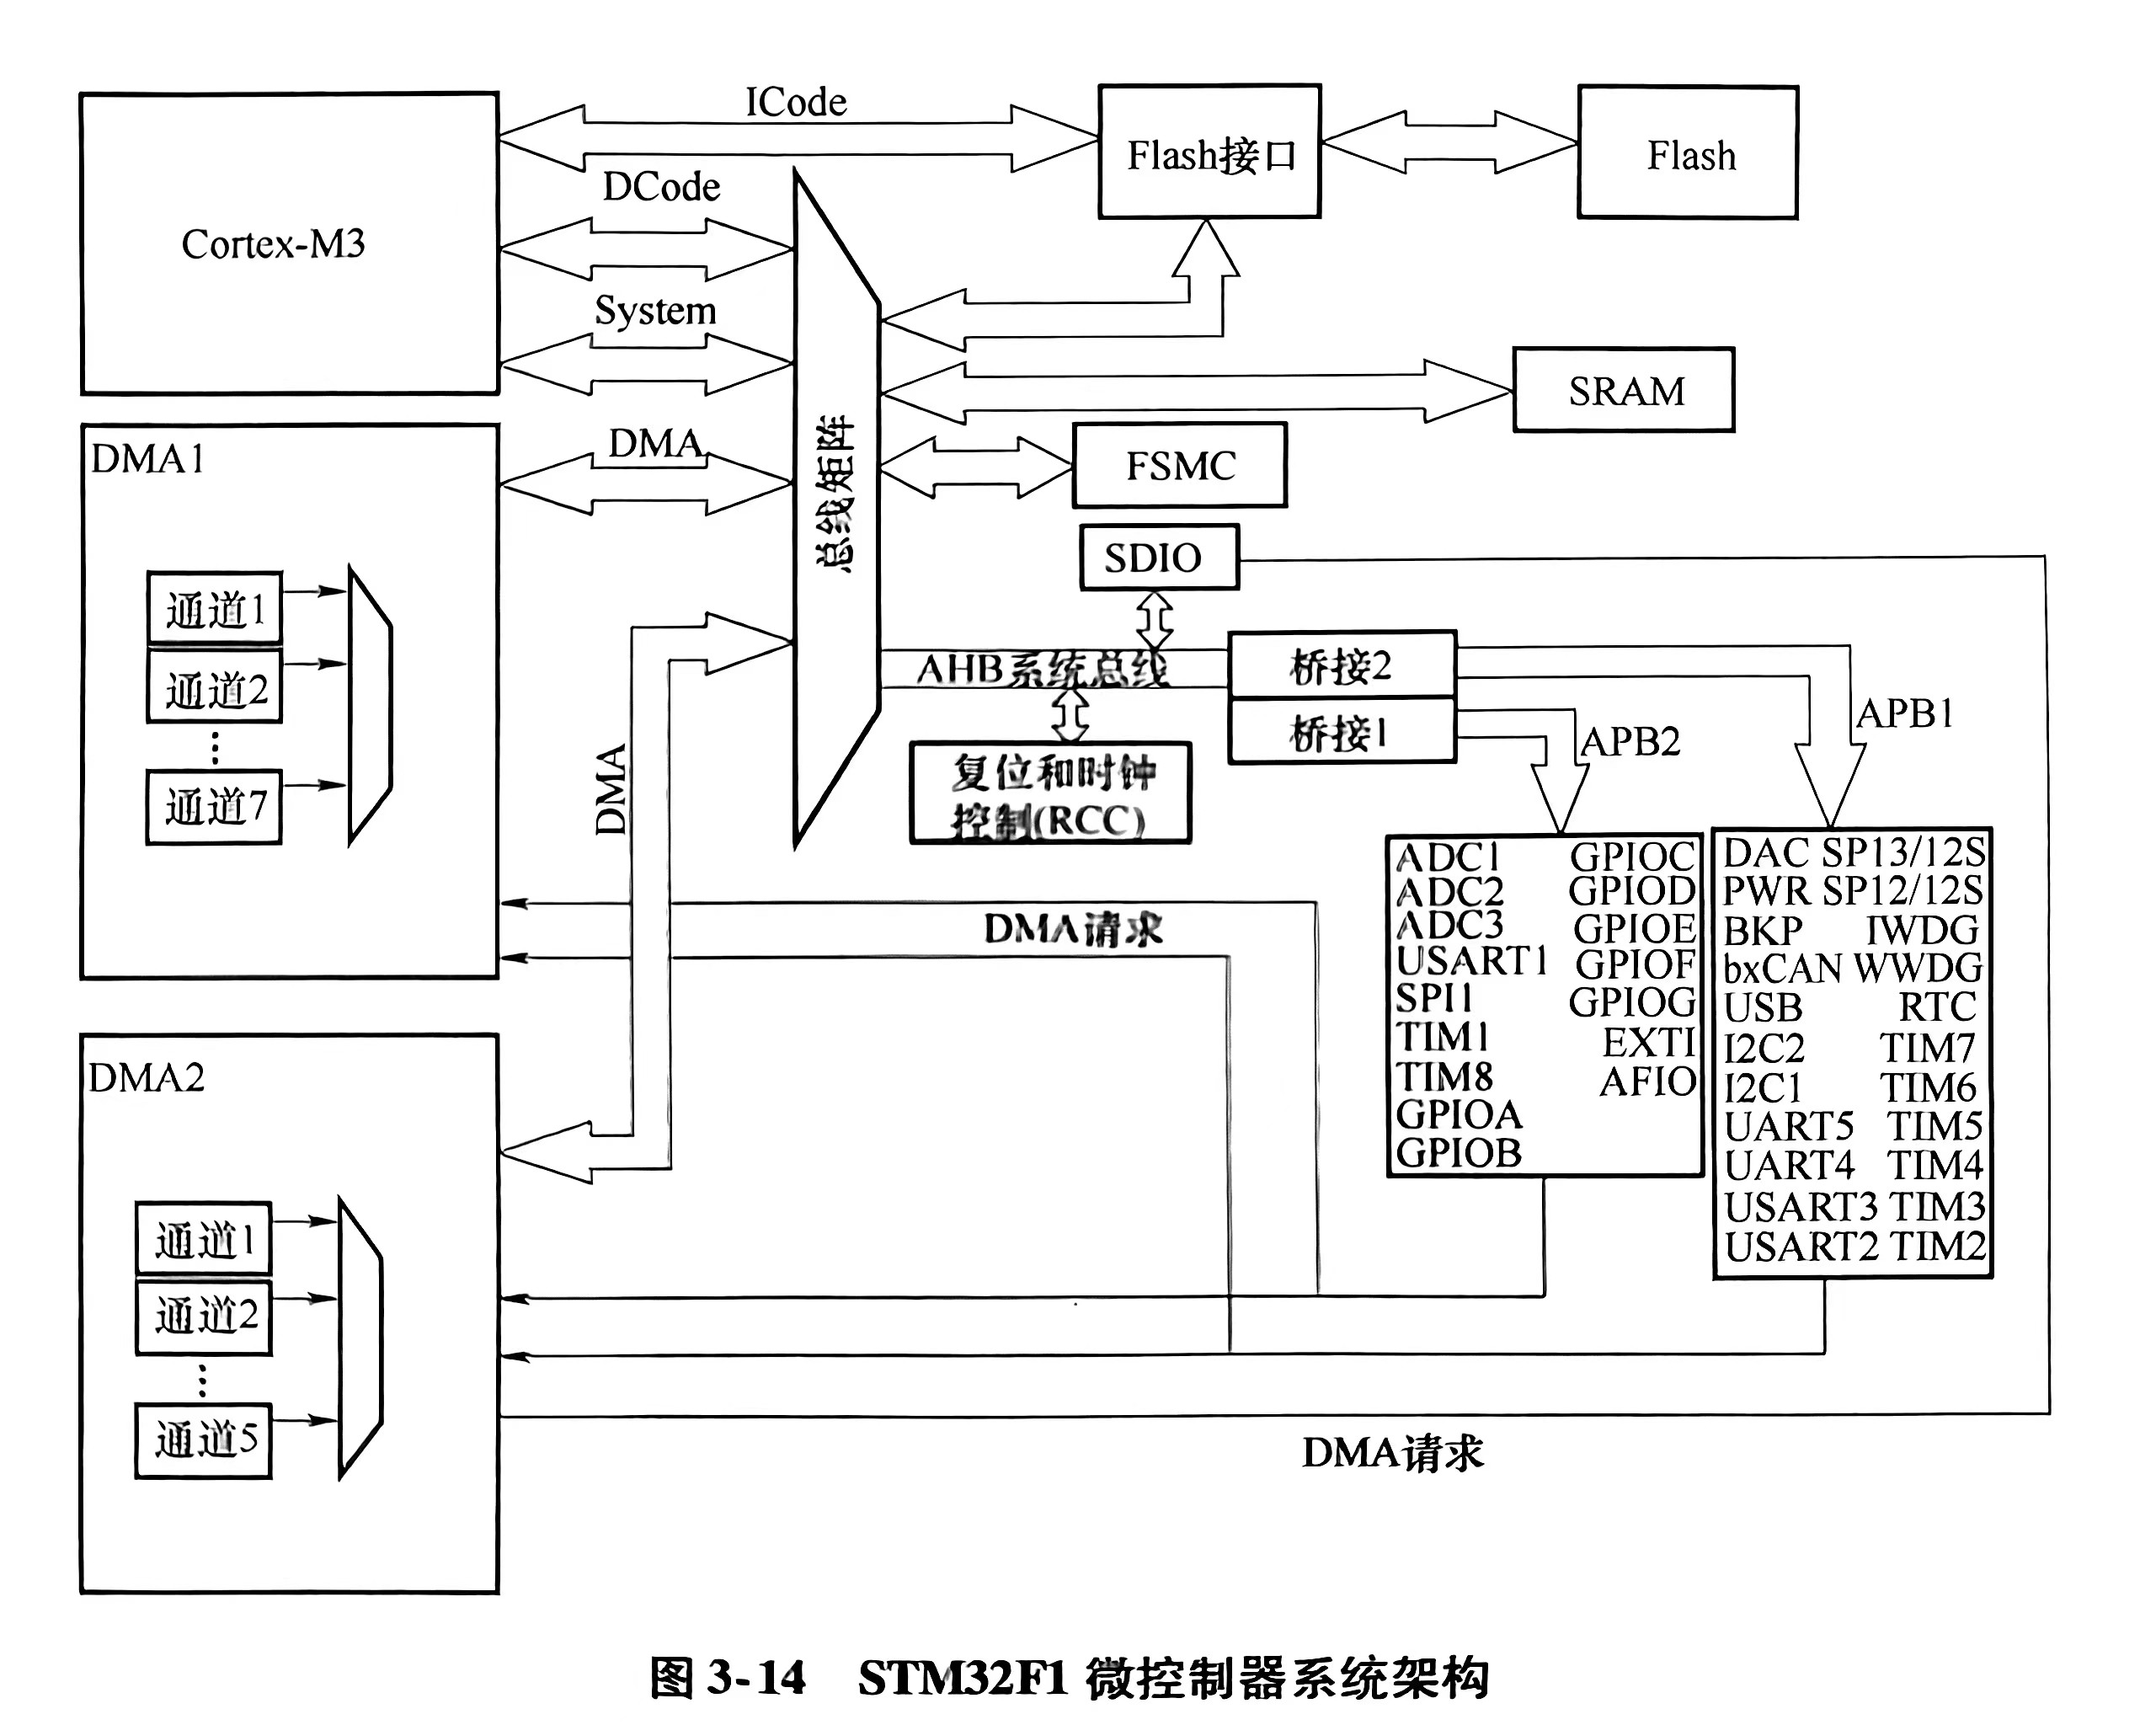 ICode
Flash接口
Flash
DCode
Cortex-M3
System
SRAM
DMA1
DMA
总线矩阵
FSMC
SDIO
通道1
通道2
⋮
通道7
AHB系统总线
桥接2
桥接1
APB2
APB1
复位和时钟
控制(RCC)
DMA
DMA请求
ADC1 GPIOC
ADC2 GPIOD
ADC3 GPIOE
USART1 GPIOF
SPI1 GPIOG
TIM1 EXTI
TIM8 AFIO
GPIOA
GPIOB
DAC SP13/12S
PWR SP12/12S
BKP IWDG
bxCAN WWDG
USB RTC
I2C2 TIM7
I2C1 TIM6
UART5 TIM5
UART4 TIM4
USART3 TIM3
USART2 TIM2
DMA2
通道1
通道2
⋮
通道5
DMA请求
图 3-14 STM32F1 微控制器系统架构